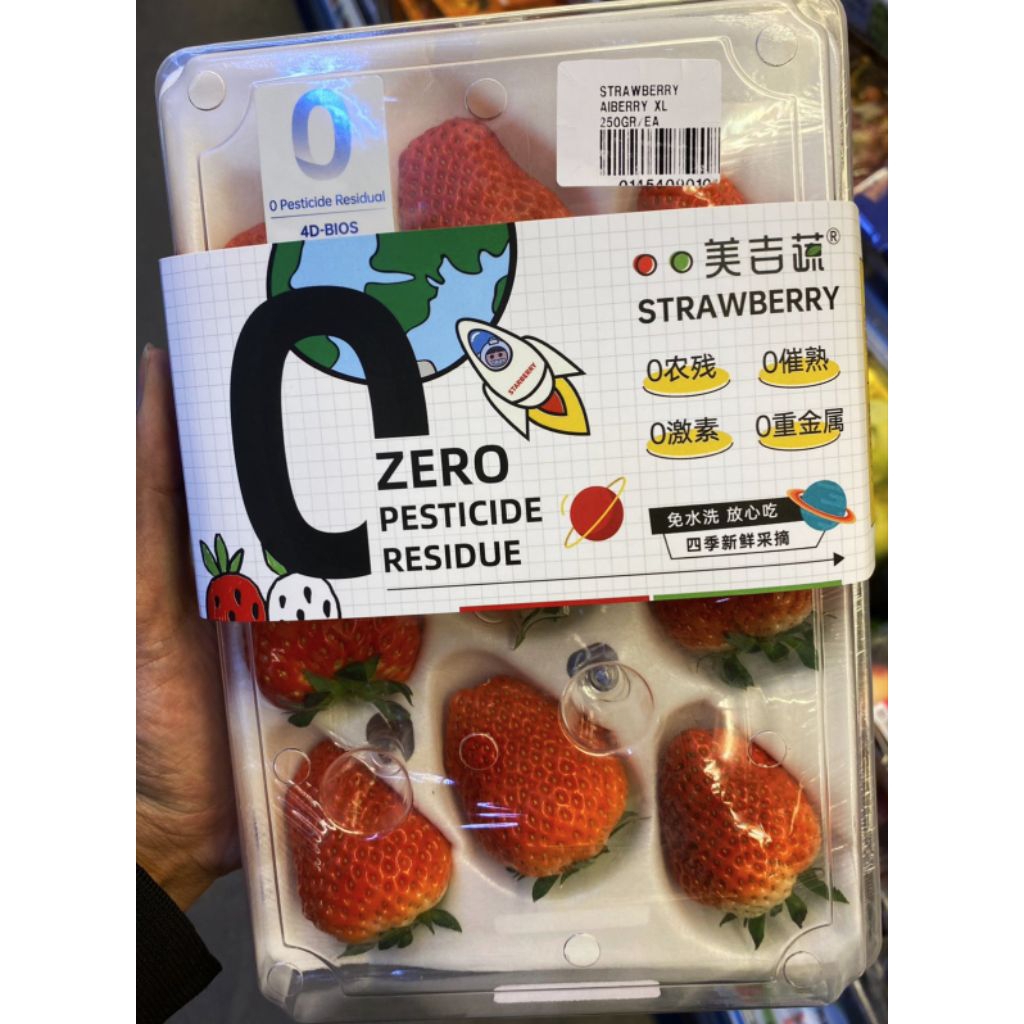 STRAWBERRY
AIBERRY XL
250GR/EA
0
0 Pesticide Residual
4D-BIOS
美吉蔬®
STRAWBERRY
STARBERRY
0农残
0催熟
0激素
0重金属
0
ZERO
PESTICIDE
RESIDUE
免水洗 放心吃
四季新鲜采摘